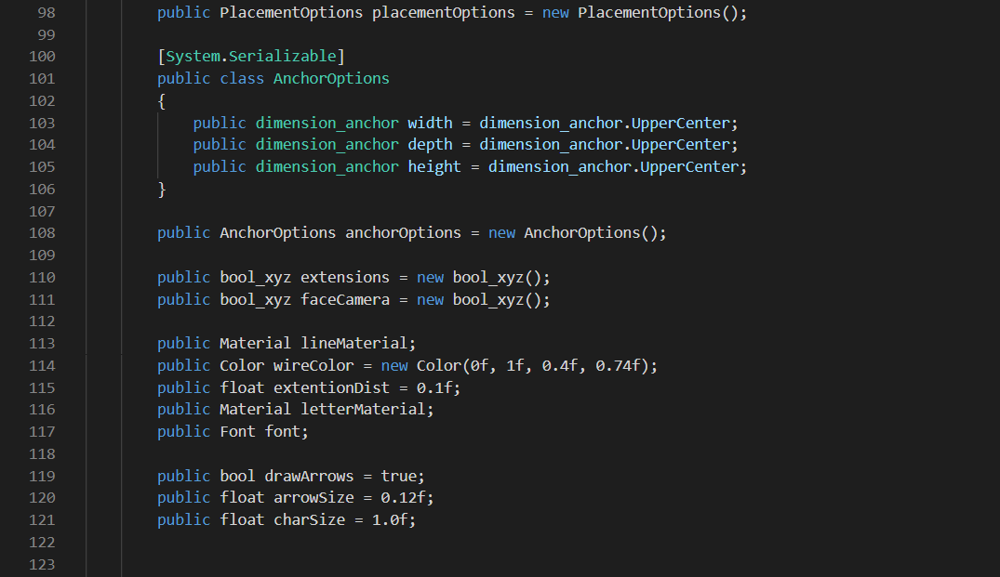 98 public PlacementOptions placementOptions = new PlacementOptions();
99
100 [System.Serializable]
101 public class AnchorOptions
102 {
103 public dimension_anchor width = dimension_anchor.UpperCenter;
104 public dimension_anchor depth = dimension_anchor.UpperCenter;
105 public dimension_anchor height = dimension_anchor.UpperCenter;
106 }
107
108 public AnchorOptions anchorOptions = new AnchorOptions();
109
110 public bool_xyz extensions = new bool_xyz();
111 public bool_xyz faceCamera = new bool_xyz();
112
113 public Material lineMaterial;
114 public Color wireColor = new Color(0f, 1f, 0.4f, 0.74f);
115 public float extentionDist = 0.1f;
116 public Material letterMaterial;
117 public Font font;
118
119 public bool drawArrows = true;
120 public float arrowSize = 0.12f;
121 public float charSize = 1.0f;
122
123